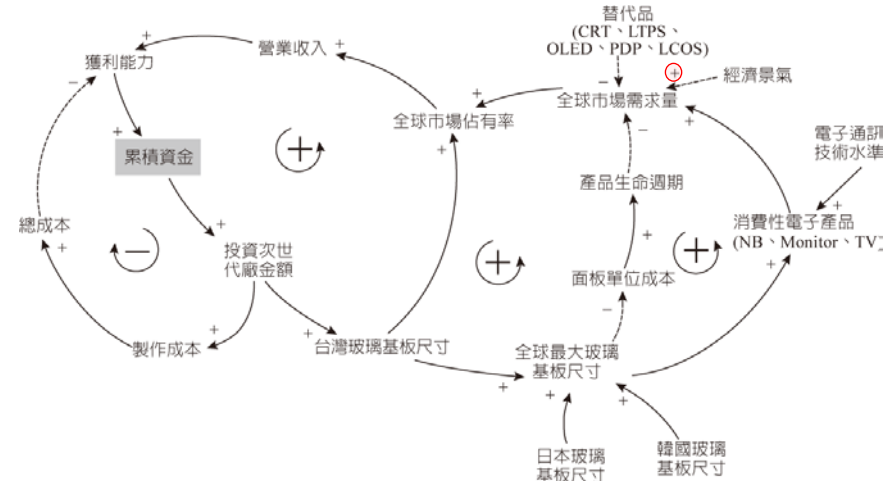 替代品
(CRT、LTPS、
OLED、PDP、LCOS)
+
營業收入
+
+
獲利能力
−
−
+
經濟景氣
+
全球市場需求量
全球市場佔有率
+
+
+
−
電子通訊
技術水準
累積資金
+
+
產品生命週期
總成本
+
+
+
消費性電子產品
(NB、Monitor、TV)
−
投資次世
代廠金額
+
+
+
+
面板單位成本
+
−
+
+
製作成本
台灣玻璃基板尺寸
全球最大玻璃
基板尺寸
+
+
+
日本玻璃
基板尺寸
韓國玻璃
基板尺寸